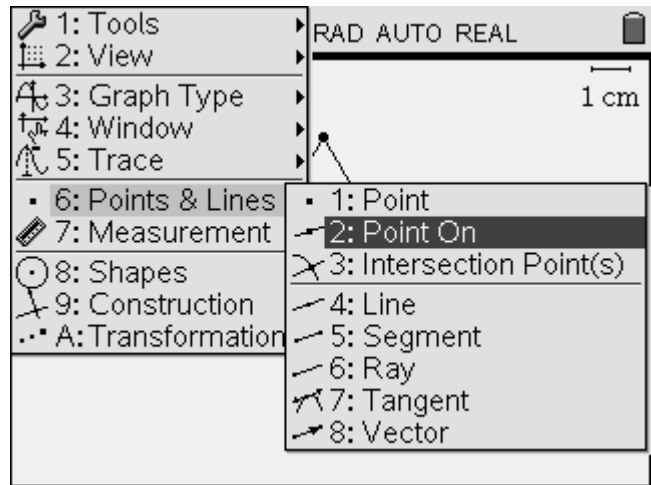 1: Tools
2: View
3: Graph Type
4: Window
5: Trace
6: Points & Lines
7: Measurement
8: Shapes
9: Construction
A: Transformation
RAD AUTO REAL
1 cm
1: Point
2: Point On
3: Intersection Point(s)
4: Line
5: Segment
6: Ray
7: Tangent
8: Vector